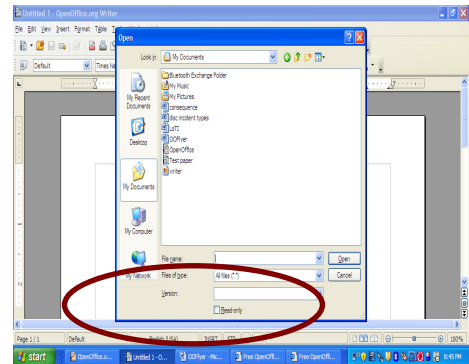 Untitled 1 - OpenOffice.org Writer
File Edit View Insert Format Table
Open
Look in: My Documents
Default
Times Ne
My Recent Documents
Desktop
My Documents
My Computer
My Network
Bluetooth Exchange Folder
My Music
My Pictures
consequence
disc incident types
LoTI
OOFlyer
OpenOffice
Test paper
writer
File name:
Open
Files of type: All files (*.*)
Cancel
Version:
Read-only
Page 1 / 1 Default English (USA) INSRT STD 100%
start OpenOffice.o... Untitled 1 - O... OOFlyer - Mic... Free OpenOffi... Free OpenOffi... 8:45 PM